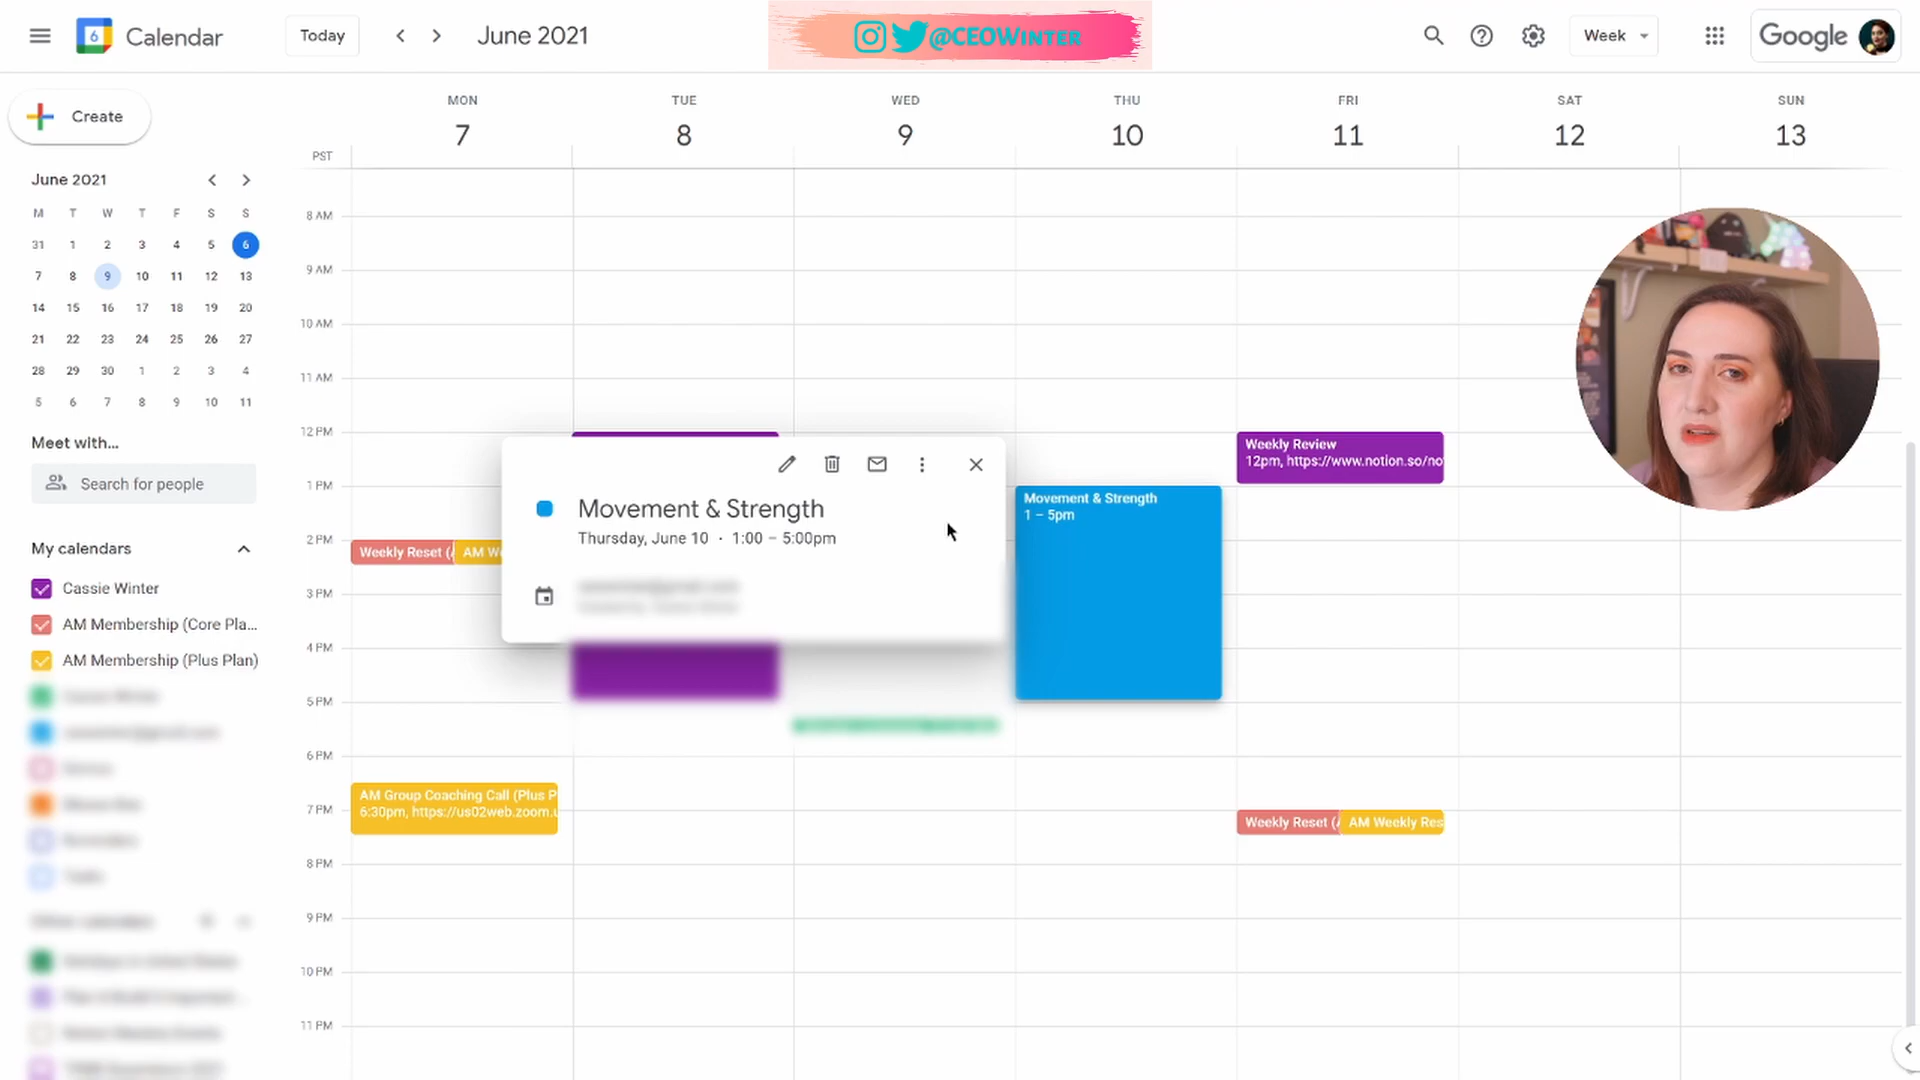 6
Calendar
Today
June 2021
@CEOWinter
Week
Google
Create
MON
TUE
WED
THU
FRI
SAT
SUN
7
8
9
10
11
12
13
PST
June 2021
M T W T F S S
31 1 2 3 4 5 6
7 8 9 10 11 12 13
14 15 16 17 18 19 20
21 22 23 24 25 26 27
28 29 30 1 2 3 4
5 6 7 8 9 10 11
Meet with...
Search for people
My calendars
Cassie Winter
AM Membership (Core Pla...
AM Membership (Plus Plan)
8 AM
9 AM
10 AM
11 AM
12 PM
1 PM
2 PM
3 PM
4 PM
5 PM
6 PM
7 PM
8 PM
9 PM
10 PM
11 PM
Weekly Reset (
AM W
AM Group Coaching Call (Plus P
6:30pm, https://us02web.zoom.u
Movement & Strength
Thursday, June 10 · 1:00 – 5:00pm
Movement & Strength
1 – 5pm
Weekly Review
12pm, https://www.notion.so/no
Weekly Reset (
AM Weekly Res